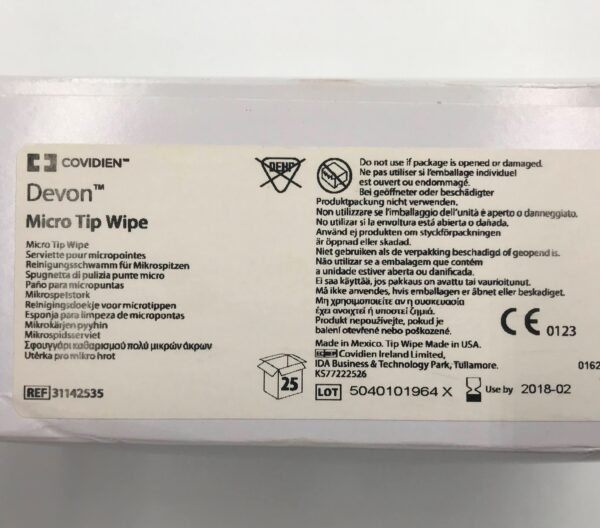 COVIDIEN™
Devon™
Micro Tip Wipe
Micro Tip Wipe
Serviette pour micropointes
Reinigungsschwamm für Mikrospitzen
Spugnetta di pulizia punte micro
Paño para micropuntas
Mikrospelstork
Reinigingsdoekje voor microtippen
Esponja para limpeza de micropontas
Mikrokärjen pyyhin
Mikrospidsserviet
Σφουγγάρι καθαρισμού πολύ μικρών άκρων
Utěrka pro mikro hrot
REF 31142535
DEHP
25
Do not use if package is opened or damaged.
Ne pas utiliser si l'emballage individuel
est ouvert ou endommagé.
Bei geöffneter oder beschädigter
Produktpackung nicht verwenden.
Non utilizzare se l'imballaggio dell'unità è aperto o danneggiato.
No utilizar si la envoltura está abierta o dañada.
Använd ej produkten om styckförpackningen
är öppnad eller skadad.
Niet gebruiken als de verpakking beschadigd of geopend is.
Não utilizar se a embalagem que contém
a unidade estiver aberta ou danificada.
Ei saa käyttää, jos pakkaus on avattu tai vaurioitunut.
Må ikke anvendes, hvis emballagen er åbnet eller beskadiget.
Μη χρησιμοποιείτε αν η συσκευασία
έχει ανοιχτεί ή υποστεί ζημιά.
Produkt nepoužívejte, pokud je
balení otevřené nebo poškozené.
CE 0123
Made in Mexico. Tip Wipe Made in USA.
EC REP Covidien Ireland Limited,
IDA Business & Technology Park, Tullamore.
KS77222526
0162
LOT 5040101964 X
Use by 2018-02